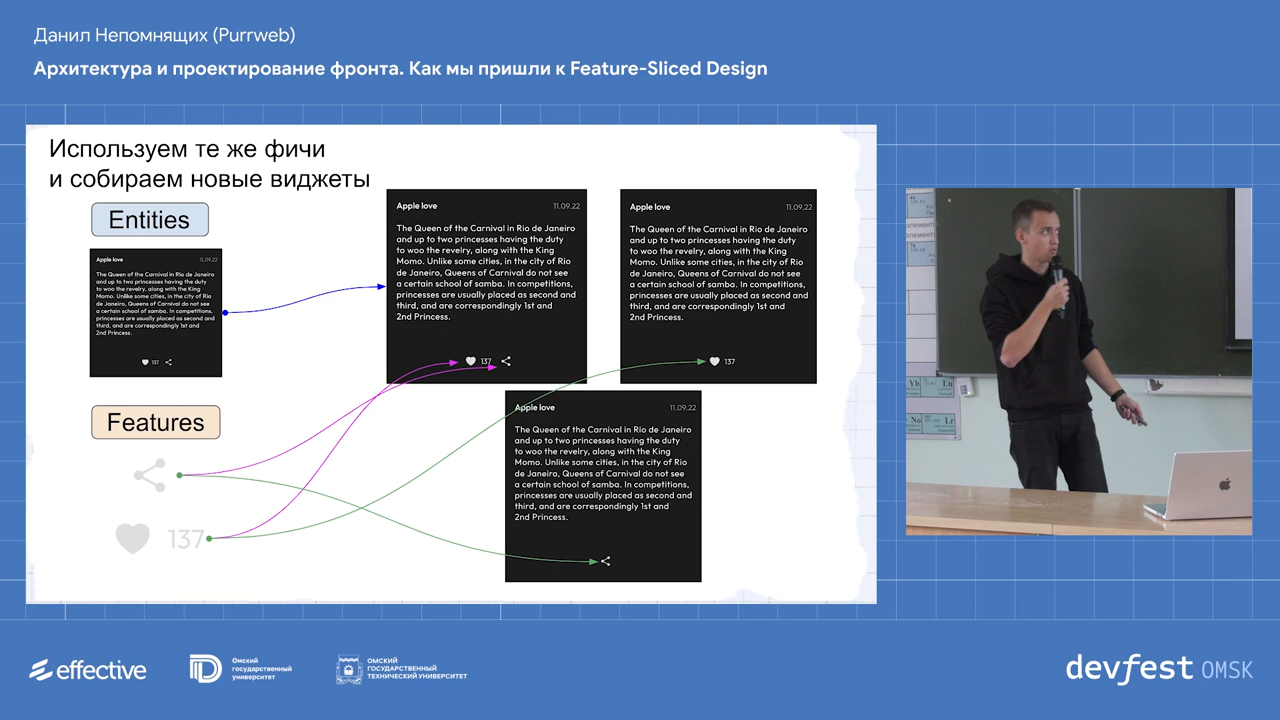 Данил Непомнящих (Purrweb)
Архитектура и проектирование фронта. Как мы пришли к Feature-Sliced Design
Используем те же фичи
и собираем новые виджеты
Entities
Apple love 11.09.22
The Queen of the Carnival in Rio de Janeiro
and up to two princesses having the duty
to woo the revelry, along with the King
Momo. Unlike some cities, in the city of Rio
de Janeiro, Queens of Carnival do not see
a certain school of samba. In competitions,
princesses are usually placed as second and
third, and are correspondingly 1st and
2nd Princess.
137
Features
137
Apple love 11.09.22
The Queen of the Carnival in Rio de Janeiro
and up to two princesses having the duty
to woo the revelry, along with the King
Momo. Unlike some cities, in the city of Rio
de Janeiro, Queens of Carnival do not see
a certain school of samba. In competitions,
princesses are usually placed as second and
third, and are correspondingly 1st and
2nd Princess.
137
Apple love 11.09.22
The Queen of the Carnival in Rio de Janeiro
and up to two princesses having the duty
to woo the revelry, along with the King
Momo. Unlike some cities, in the city of Rio
de Janeiro, Queens of Carnival do not see
a certain school of samba. In competitions,
princesses are usually placed as second and
third, and are correspondingly 1st and
2nd Princess.
137
Apple love 11.09.22
The Queen of the Carnival in Rio de Janeiro
and up to two princesses having the duty
to woo the revelry, along with the King
Momo. Unlike some cities, in the city of Rio
de Janeiro, Queens of Carnival do not see
a certain school of samba. In competitions,
princesses are usually placed as second and
third, and are correspondingly 1st and
2nd Princess.
Yb Lu
No Lr
effective
Омский
государственный
университет
ОМСКИЙ
ГОСУДАРСТВЕННЫЙ
ТЕХНИЧЕСКИЙ УНИВЕРСИТЕТ
devfest OMSK